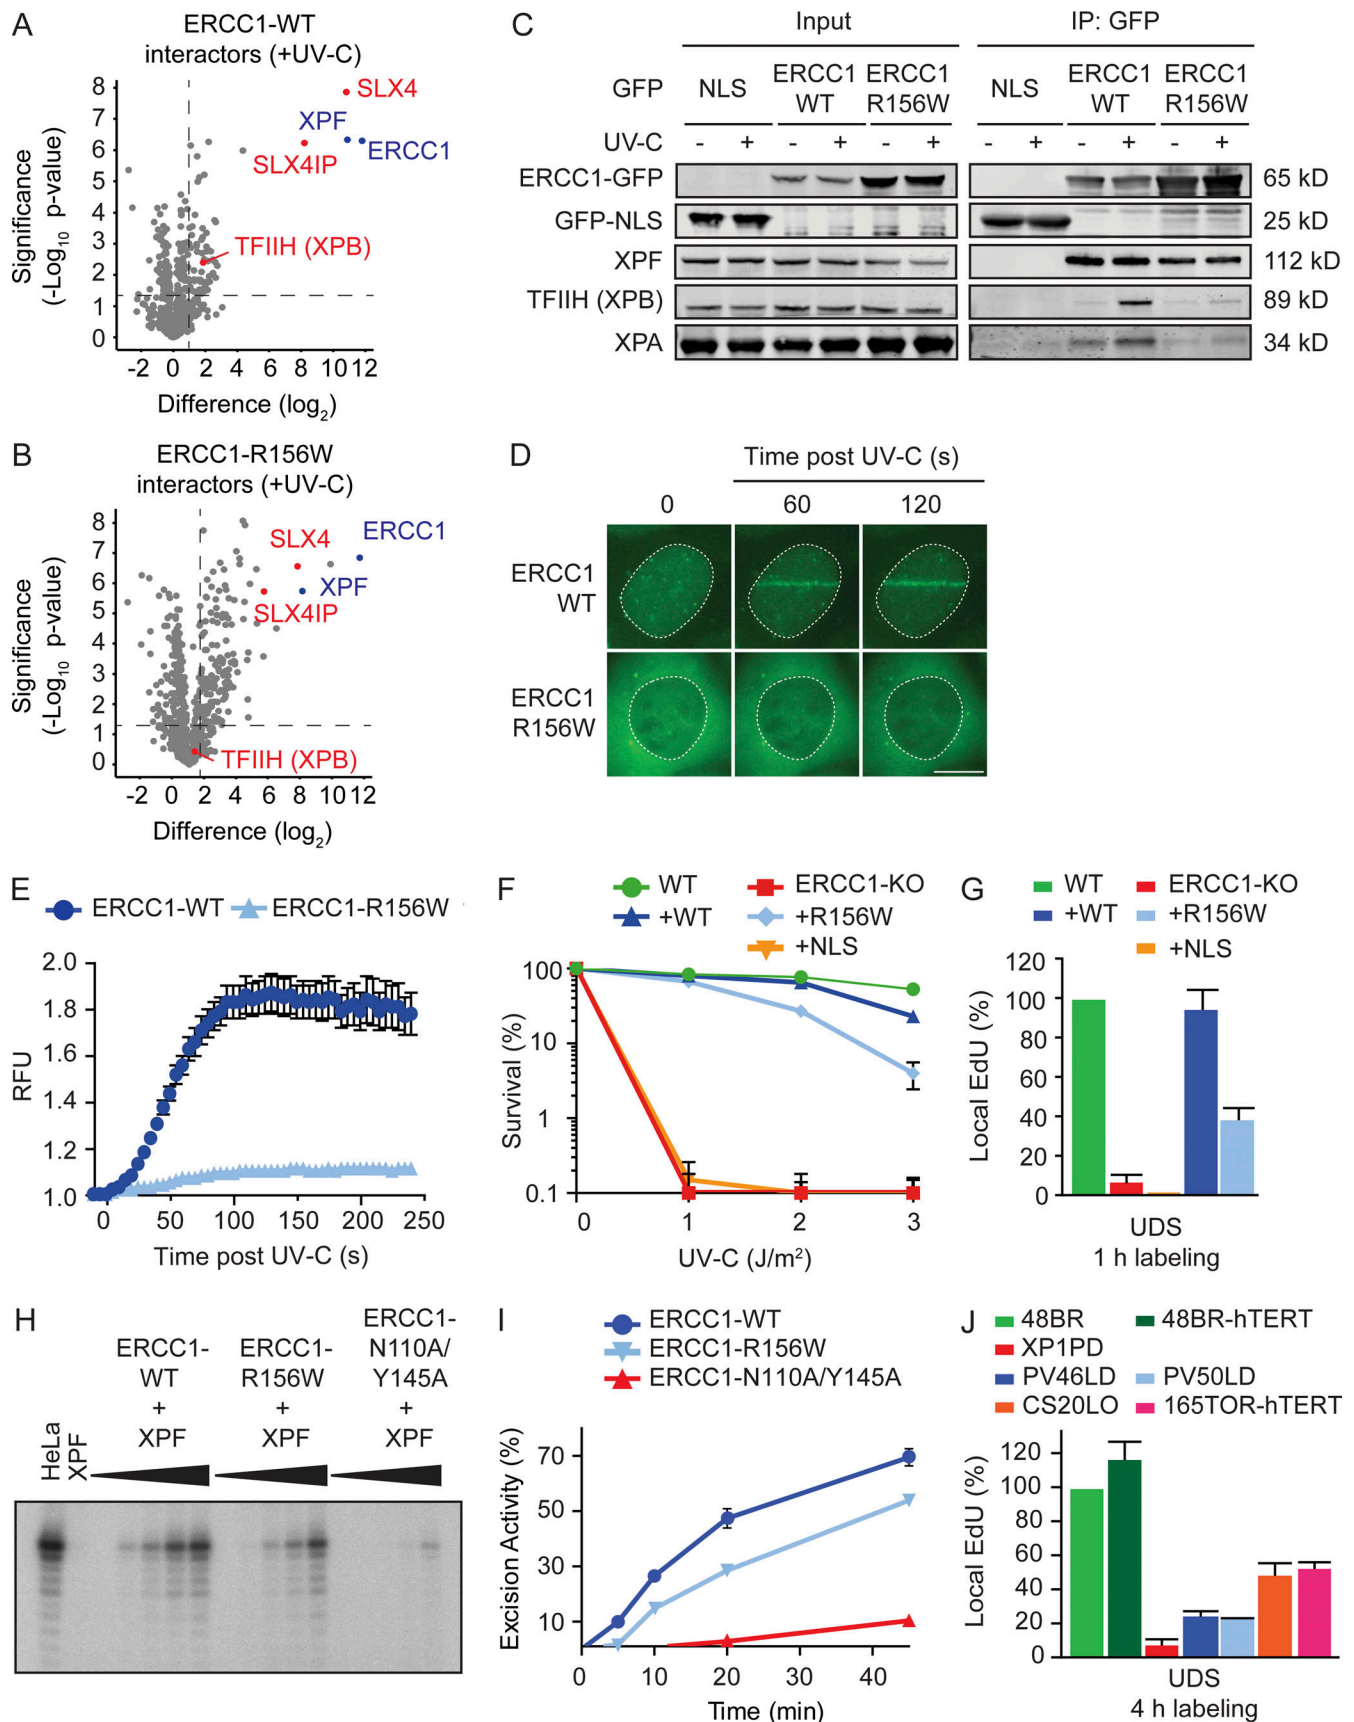 A
ERCC1-WT
interactors (+UV-C)
Significance
(-Log10 p-value)
8
7
6
5
4
3
2
1
0
SLX4
XPF
ERCC1
SLX4IP
TFIIH (XPB)
-2 0 2 4 6 8 10 12
Difference (log2)
B
ERCC1-R156W
interactors (+UV-C)
Significance
(-Log10 p-value)
8
7
6
5
4
3
2
1
0
ERCC1
SLX4
XPF
SLX4IP
TFIIH (XPB)
-2 0 2 4 6 8 10 12
Difference (log2)
C
Input IP: GFP
GFP NLS ERCC1 WT ERCC1 R156W NLS ERCC1 WT ERCC1 R156W
UV-C - + - + - + - + - + - +
ERCC1-GFP 65 kD
GFP-NLS 25 kD
XPF 112 kD
TFIIH (XPB) 89 kD
XPA 34 kD
D
Time post UV-C (s)
0 60 120
ERCC1
WT
ERCC1
R156W
E
ERCC1-WT ERCC1-R156W
RFU
2.0
1.8
1.6
1.4
1.2
1.0
0 50 100 150 200 250
Time post UV-C (s)
F
WT ERCC1-KO
+WT +R156W
+NLS
Survival (%)
100
10
1
0.1
0 1 2 3
UV-C (J/m²)
G
WT ERCC1-KO
+WT +R156W
+NLS
Local EdU (%)
120
100
80
60
40
20
0
UDS
1 h labeling
H
HeLa
XPF
ERCC1-
WT
+
XPF
ERCC1-
R156W
+
XPF
ERCC1-
N110A/
Y145A
+
XPF
I
ERCC1-WT
ERCC1-R156W
ERCC1-N110A/Y145A
Excision Activity (%)
70
50
30
10
0 10 20 30 40
Time (min)
J
48BR 48BR-hTERT
XP1PD
PV46LD PV50LD
CS20LO 165TOR-hTERT
Local EdU (%)
120
100
80
60
40
20
0
UDS
4 h labeling